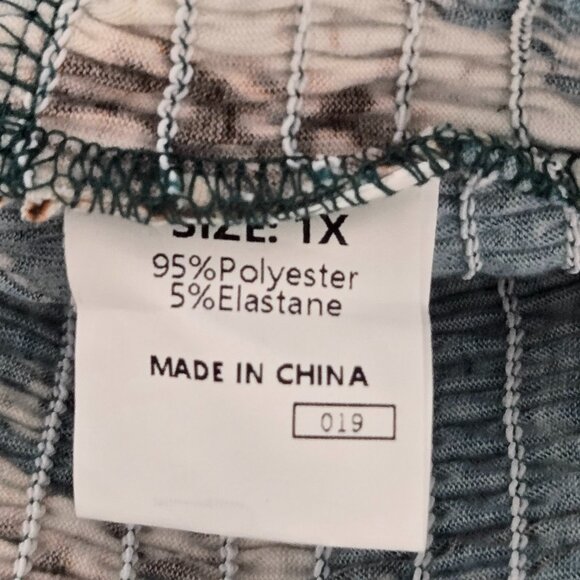 SIZE: 1X
95%Polyester
5%Elastane
MADE IN CHINA
019